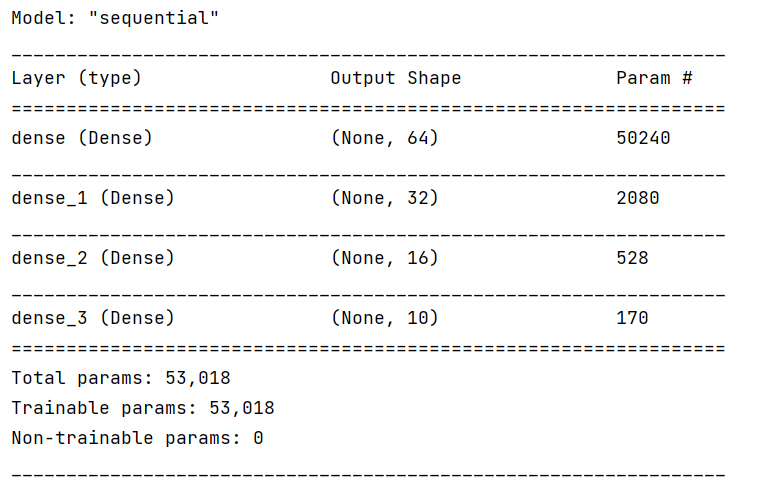 Model: "sequential"
_________________________________________________________________
Layer (type)                 Output Shape              Param #
=================================================================
dense (Dense)                (None, 64)                50240
_________________________________________________________________
dense_1 (Dense)              (None, 32)                2080
_________________________________________________________________
dense_2 (Dense)              (None, 16)                528
_________________________________________________________________
dense_3 (Dense)              (None, 10)                170
=================================================================
Total params: 53,018
Trainable params: 53,018
Non-trainable params: 0
_________________________________________________________________